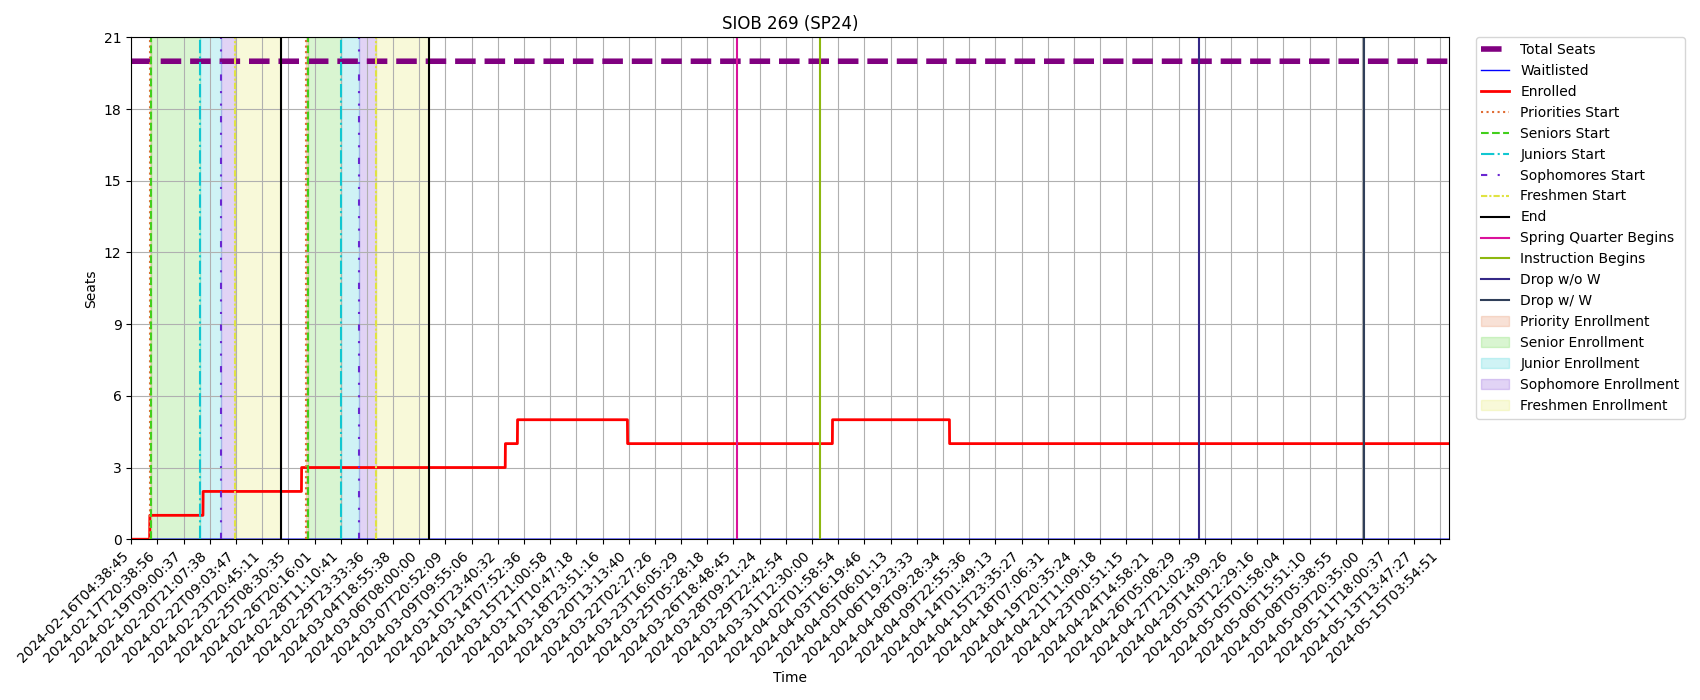 SIOB 269 (SP24)
21
18
15
12
9
6
3
0
Seats
2024-02-16T04:38:45
2024-02-17T20:38:56
2024-02-19T09:00:37
2024-02-20T21:07:38
2024-02-22T09:03:47
2024-02-23T20:45:11
2024-02-25T08:30:35
2024-02-26T20:16:01
2024-02-28T11:10:41
2024-02-29T23:33:36
2024-03-04T18:55:38
2024-03-06T08:00:00
2024-03-07T20:52:09
2024-03-09T09:55:06
2024-03-10T23:40:32
2024-03-14T07:52:36
2024-03-15T21:00:58
2024-03-17T10:47:18
2024-03-18T23:51:16
2024-03-20T13:13:40
2024-03-22T02:27:26
2024-03-23T16:05:29
2024-03-25T05:28:18
2024-03-26T18:48:45
2024-03-28T09:21:24
2024-03-29T22:42:54
2024-03-31T12:30:00
2024-04-02T01:58:54
2024-04-03T16:19:46
2024-04-05T06:01:13
2024-04-06T19:23:33
2024-04-08T09:28:34
2024-04-09T22:55:36
2024-04-14T01:49:13
2024-04-15T23:35:27
2024-04-18T07:06:31
2024-04-19T20:35:24
2024-04-21T11:09:18
2024-04-23T00:51:15
2024-04-24T14:58:21
2024-04-26T05:08:29
2024-04-27T21:02:39
2024-04-29T14:09:26
2024-05-03T12:29:16
2024-05-05T01:58:04
2024-05-06T15:51:10
2024-05-08T05:38:55
2024-05-09T20:35:00
2024-05-11T18:00:37
2024-05-13T13:47:27
2024-05-15T03:54:51
Time
Total Seats
Waitlisted
Enrolled
Priorities Start
Seniors Start
Juniors Start
Sophomores Start
Freshmen Start
End
Spring Quarter Begins
Instruction Begins
Drop w/o W
Drop w/ W
Priority Enrollment
Senior Enrollment
Junior Enrollment
Sophomore Enrollment
Freshmen Enrollment